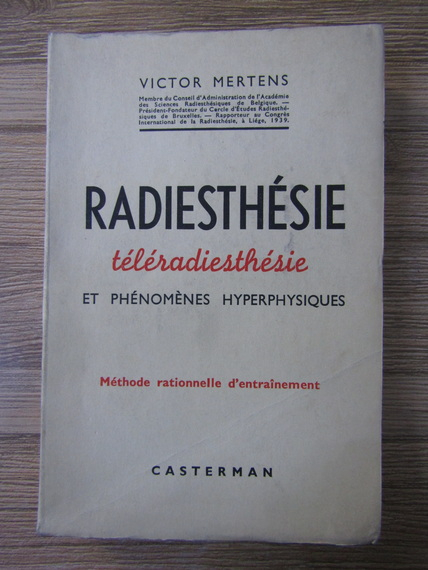 VICTOR MERTENS
Membre du Conseil d'Administration de l'Académie
des Sciences Radiesthésiques de Belgique. —
Président-Fondateur du Cercle d'Études Radiesthé-
siques de Bruxelles. — Rapporteur au Congrès
International de la Radiesthésie, à Liége, 1939.
RADIESTHÉSIE
téléradiesthésie
ET PHÉNOMÈNES HYPERPHYSIQUES
Méthode rationnelle d'entraînement
CASTERMAN